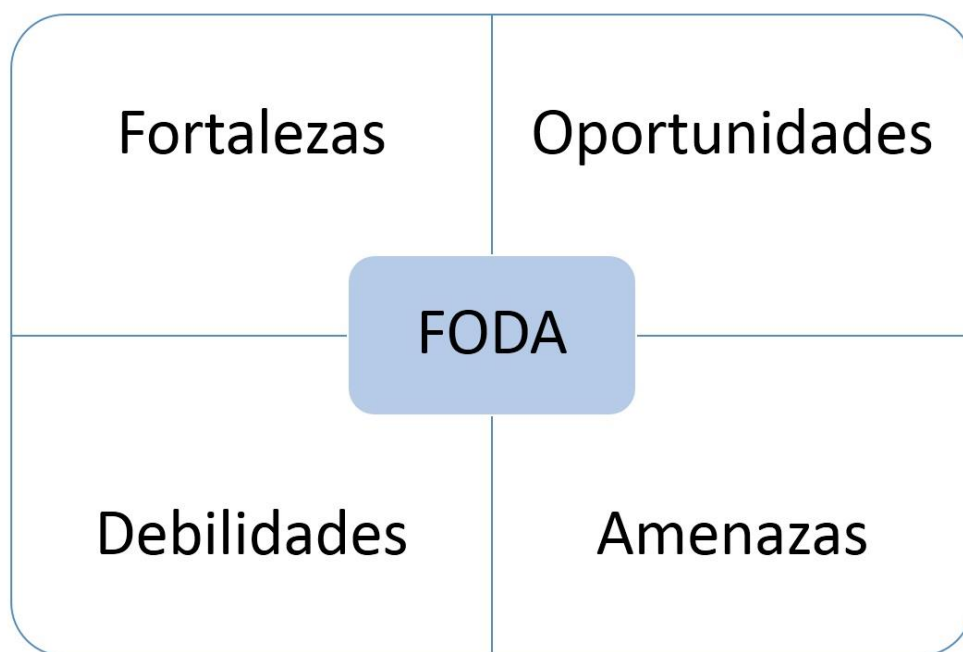 Fortalezas
Oportunidades
FODA
Debilidades
Amenazas